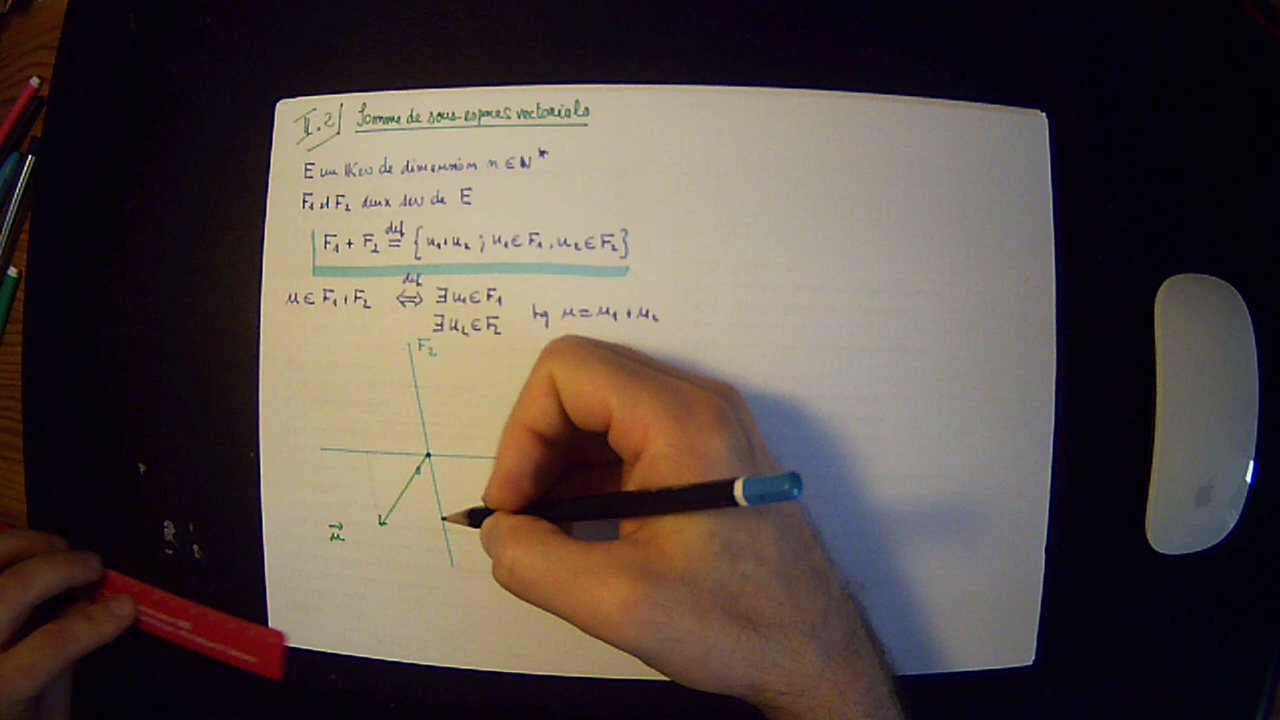 II.2/ Somme de sous-espaces vectoriels
E un Kev de dimension n ∈ N*
F1 et F2 deux sev de E
F1 + F2 def = { u1+u2 ; u1 ∈ F1, u2 ∈ F2 }
u ∈ F1+F2 def ⇔ ∃ u1 ∈ F1
∃ u2 ∈ F2 tq u = u1 + u2
F2
u⃗